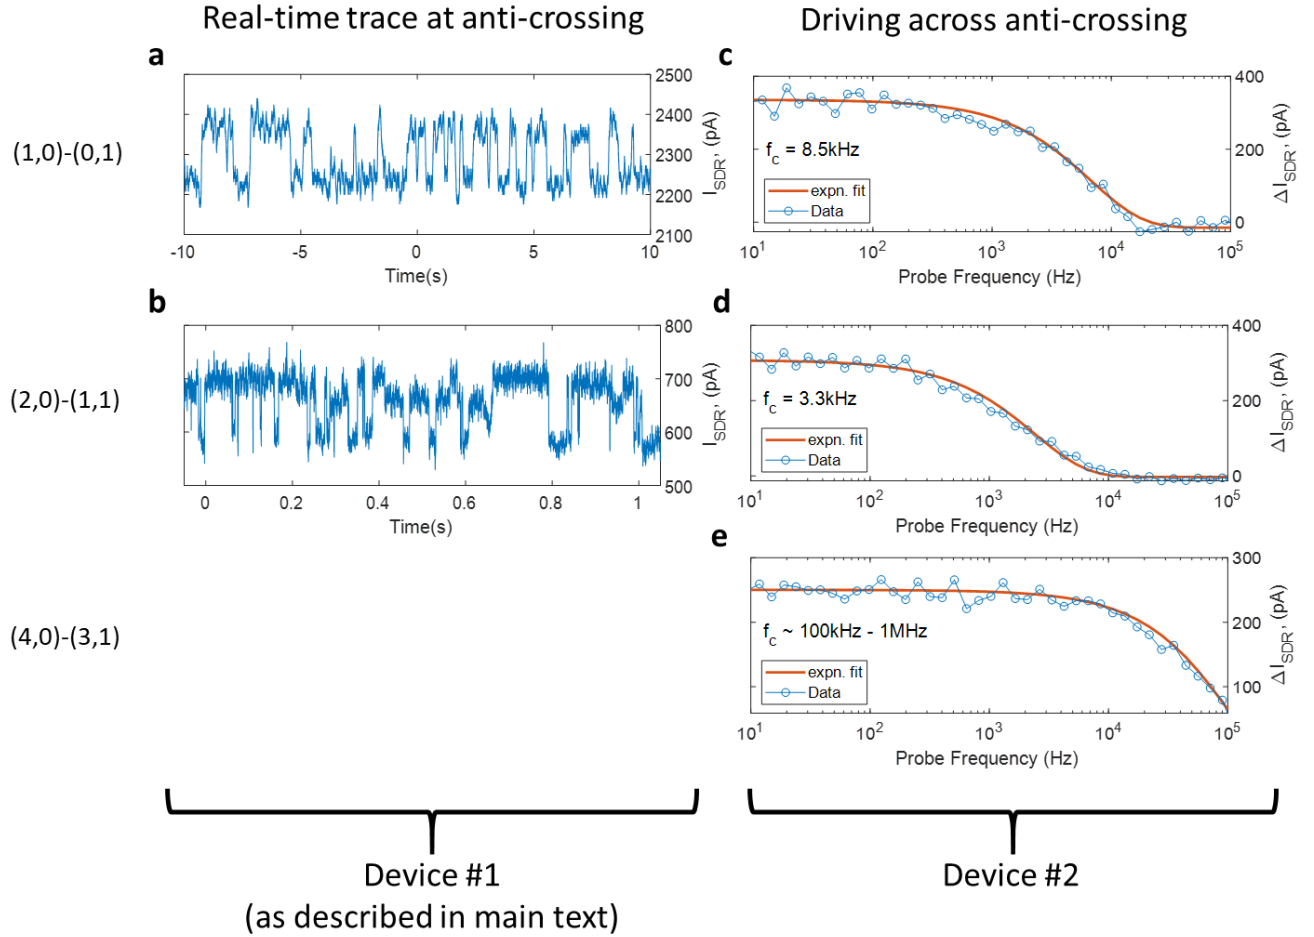 Real-time trace at anti-crossing
Driving across anti-crossing
(1,0)-(0,1)
a
2500
2400
2300
2200
2100
I_SDR, (pA)
-10 -5 0 5 10
Time(s)
c
400
200
0
ΔI_SDR, (pA)
f_c = 8.5kHz
expn. fit
Data
10^1 10^2 10^3 10^4 10^5
Probe Frequency (Hz)
(2,0)-(1,1)
b
800
700
600
500
I_SDR, (pA)
0 0.2 0.4 0.6 0.8 1
Time(s)
d
400
200
0
ΔI_SDR, (pA)
f_c = 3.3kHz
expn. fit
Data
10^1 10^2 10^3 10^4 10^5
Probe Frequency (Hz)
(4,0)-(3,1)
e
300
200
100
ΔI_SDR, (pA)
f_c ~ 100kHz - 1MHz
expn. fit
Data
10^1 10^2 10^3 10^4 10^5
Probe Frequency (Hz)
Device #1
(as described in main text)
Device #2